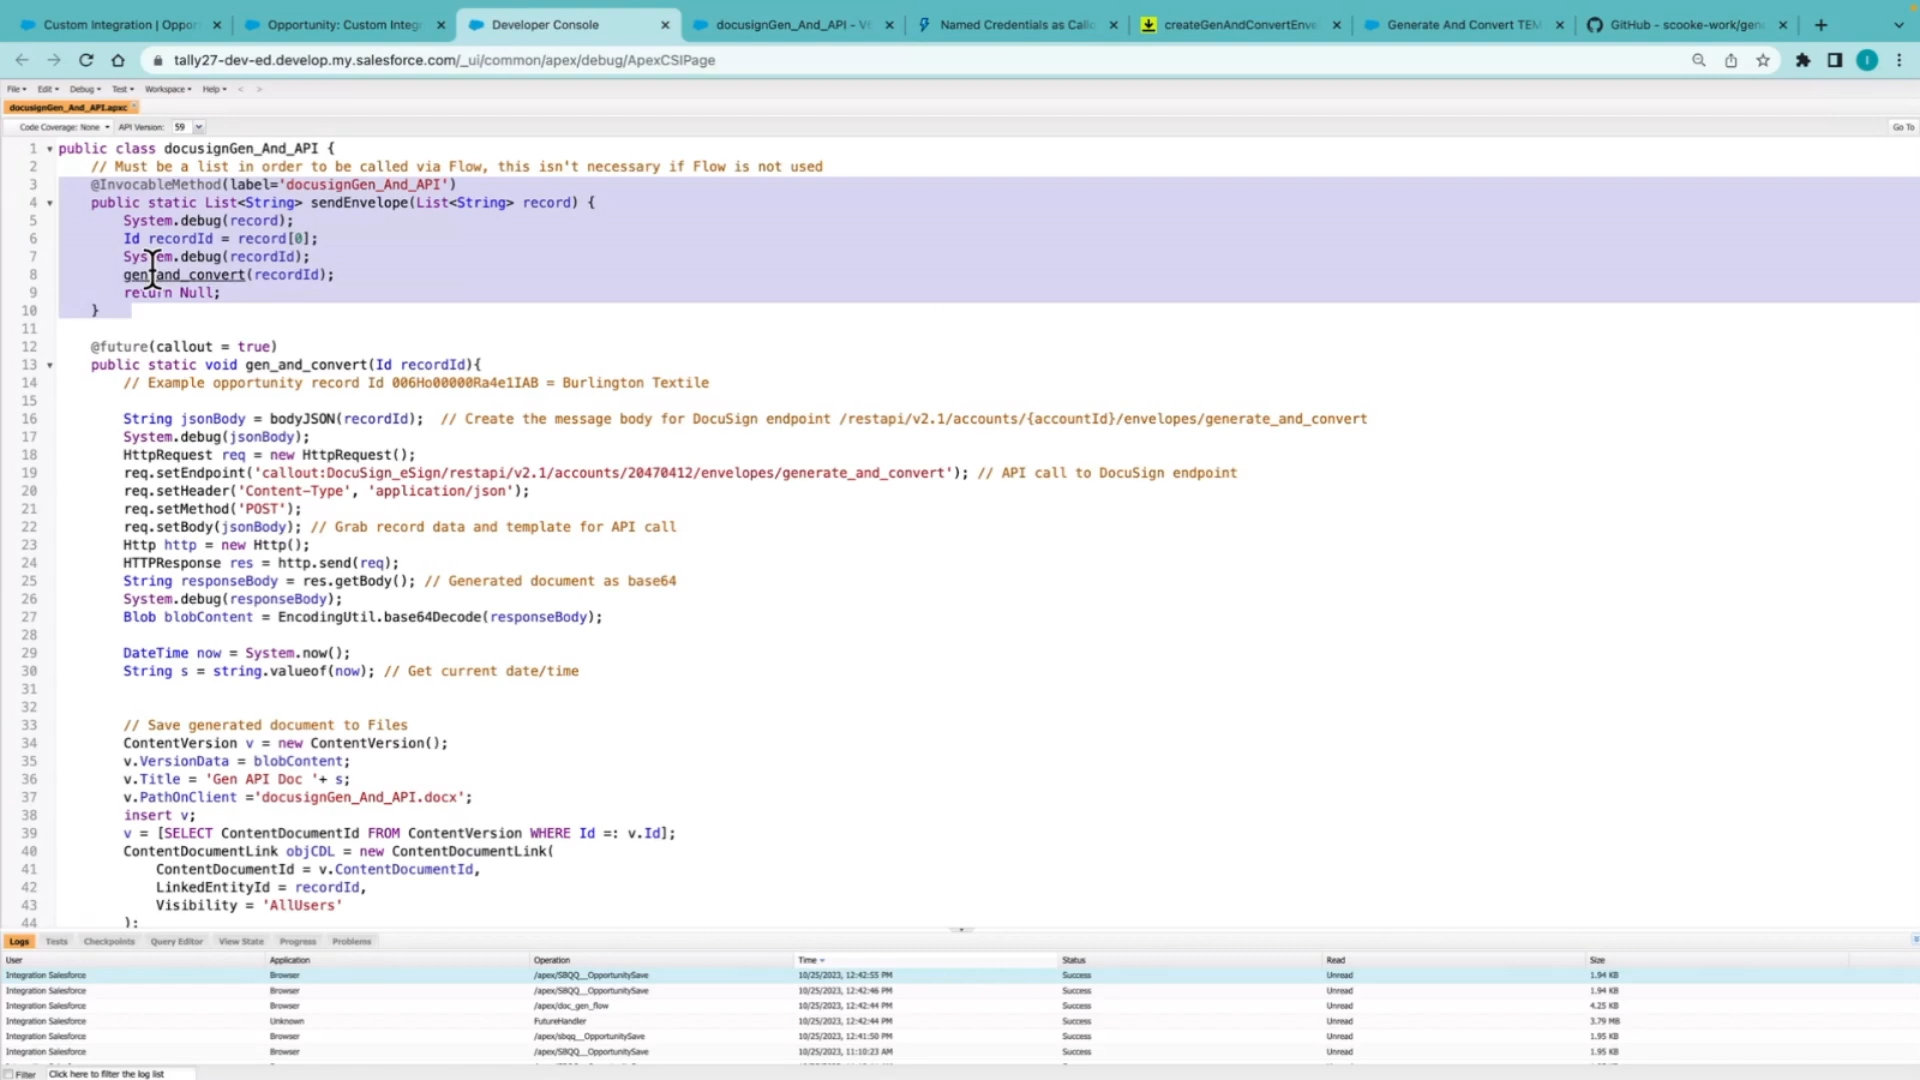 Custom Integration | Oppor
Opportunity: Custom Integ
Developer Console
docusignGen_And_API - V
Named Credentials as Callo
createGenAndConvertEnve
Generate And Convert TEM
GitHub - scooke-work/gen
tally27-dev-ed.develop.my.salesforce.com/_ui/common/apex/debug/ApexCSIPage
I
File Edit Debug Test Workspace Help < >
docusignGen_And_API.apxc
Code Coverage: None API Version: 59 Go To
1 public class docusignGen_And_API {
2 // Must be a list in order to be called via Flow, this isn't necessary if Flow is not used
3 @InvocableMethod(label='docusignGen_And_API')
4 public static List<String> sendEnvelope(List<String> record) {
5 System.debug(record);
6 Id recordId = record[0];
7 System.debug(recordId);
8 gen_and_convert(recordId);
9 return Null;
10 }
11
12 @future(callout = true)
13 public static void gen_and_convert(Id recordId){
14 // Example opportunity record Id 006Ho00000Ra4e1IAB = Burlington Textile
15
16 String jsonBody = bodyJSON(recordId); // Create the message body for DocuSign endpoint /restapi/v2.1/accounts/{accountId}/envelopes/generate_and_convert
17 System.debug(jsonBody);
18 HttpRequest req = new HttpRequest();
19 req.setEndpoint('callout:DocuSign_eSign/restapi/v2.1/accounts/20470412/envelopes/generate_and_convert'); // API call to DocuSign endpoint
20 req.setHeader('Content-Type', 'application/json');
21 req.setMethod('POST');
22 req.setBody(jsonBody); // Grab record data and template for API call
23 Http http = new Http();
24 HTTPResponse res = http.send(req);
25 String responseBody = res.getBody(); // Generated document as base64
26 System.debug(responseBody);
27 Blob blobContent = EncodingUtil.base64Decode(responseBody);
28
29 DateTime now = System.now();
30 String s = string.valueof(now); // Get current date/time
31
32
33 // Save generated document to Files
34 ContentVersion v = new ContentVersion();
35 v.VersionData = blobContent;
36 v.Title = 'Gen API Doc '+ s;
37 v.PathOnClient ='docusignGen_And_API.docx';
38 insert v;
39 v = [SELECT ContentDocumentId FROM ContentVersion WHERE Id =: v.Id];
40 ContentDocumentLink objCDL = new ContentDocumentLink(
41 ContentDocumentId = v.ContentDocumentId,
42 LinkedEntityId = recordId,
43 Visibility = 'AllUsers'
44 );
Logs Tests Checkpoints Query Editor View State Progress Problems
User Application Operation Time Status Read Size
Integration Salesforce Browser /apex/SBQQ__OpportunitySave 10/25/2023, 12:42:55 PM Success Unread 1.94 KB
Integration Salesforce Browser /apex/SBQQ__OpportunitySave 10/25/2023, 12:42:46 PM Success Unread 1.94 KB
Integration Salesforce Browser /apex/doc_gen_flow 10/25/2023, 12:42:44 PM Success Unread 4.25 KB
Integration Salesforce Unknown FutureHandler 10/25/2023, 12:42:44 PM Success Unread 3.79 MB
Integration Salesforce Browser /apex/sbqq__OpportunitySave 10/25/2023, 12:41:50 PM Success Unread 1.95 KB
Integration Salesforce Browser /apex/SBQQ__OpportunitySave 10/25/2023, 11:10:23 AM Success Unread 1.95 KB
Filter Click here to filter the log list